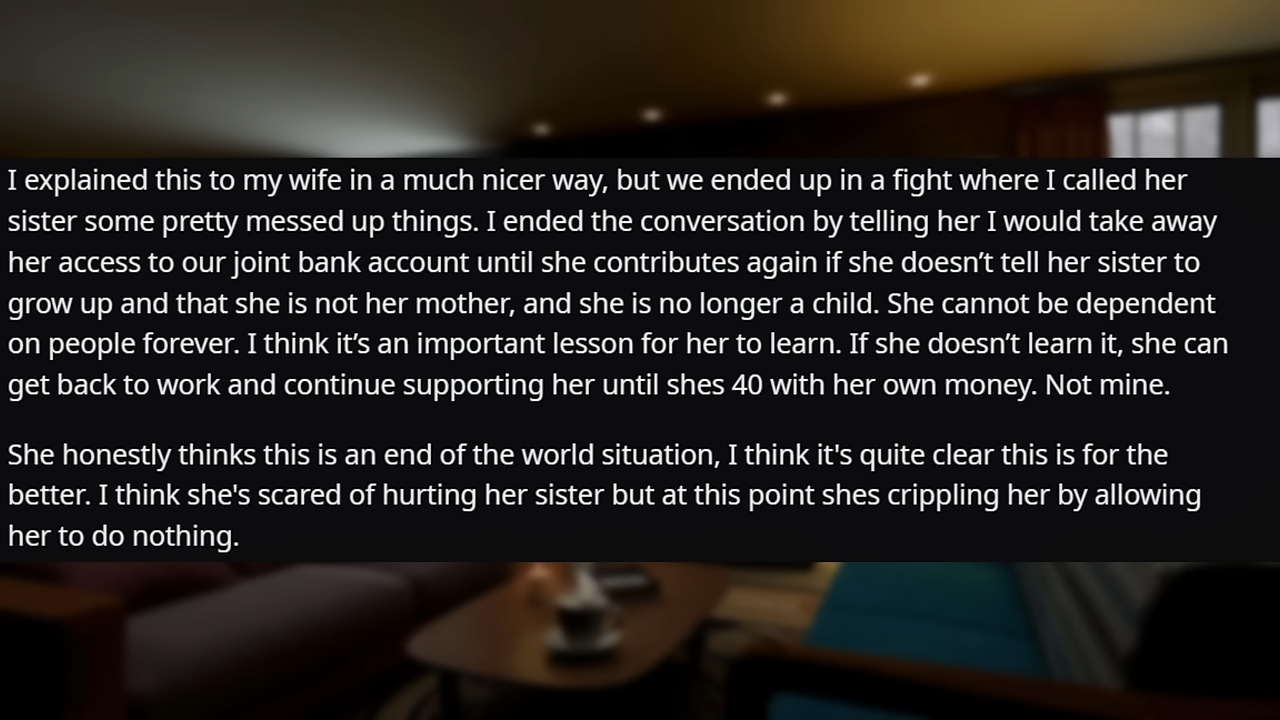 I explained this to my wife in a much nicer way, but we ended up in a fight where I called her
sister some pretty messed up things. I ended the conversation by telling her I would take away
her access to our joint bank account until she contributes again if she doesn’t tell her sister to
grow up and that she is not her mother, and she is no longer a child. She cannot be dependent
on people forever. I think it’s an important lesson for her to learn. If she doesn’t learn it, she can
get back to work and continue supporting her until shes 40 with her own money. Not mine.
She honestly thinks this is an end of the world situation, I think it's quite clear this is for the
better. I think she's scared of hurting her sister but at this point shes crippling her by allowing
her to do nothing.